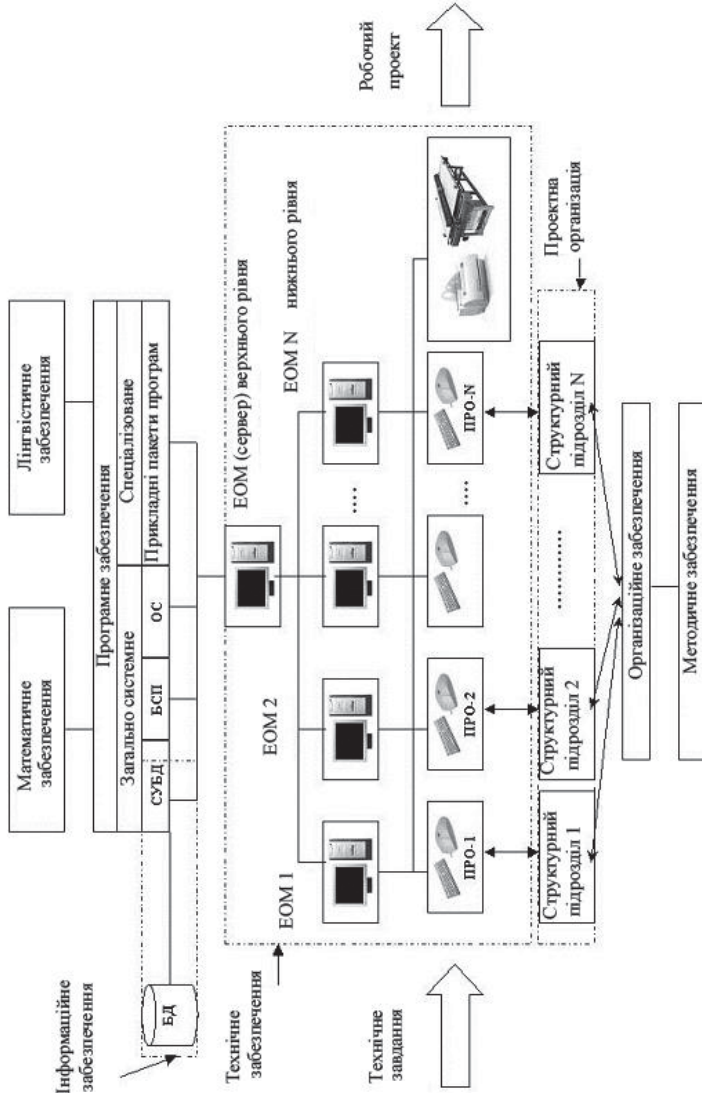 Математичне
забезпечення
Лінгвістичне
забезпечення
Програмне забезпечення
Загально системне
Спеціалізоване
СУБД
БСП
ОС
Прикладні пакети програм
БД
Інформаційне
забезпечення
ЕОМ (сервер) верхнього рівня
Технічне
забезпечення
ЕОМ 1
ЕОМ 2
ЕОМ N
нижнього рівня
....
ПРО-1
ПРО-2
....
ПРО-N
Технічне
завдання
Робочий
проект
Проектна
організація
Структурний
підрозділ 1
Структурний
підрозділ 2
............
Структурний
підрозділ N
Організаційне забезпечення
Методичне забезпечення